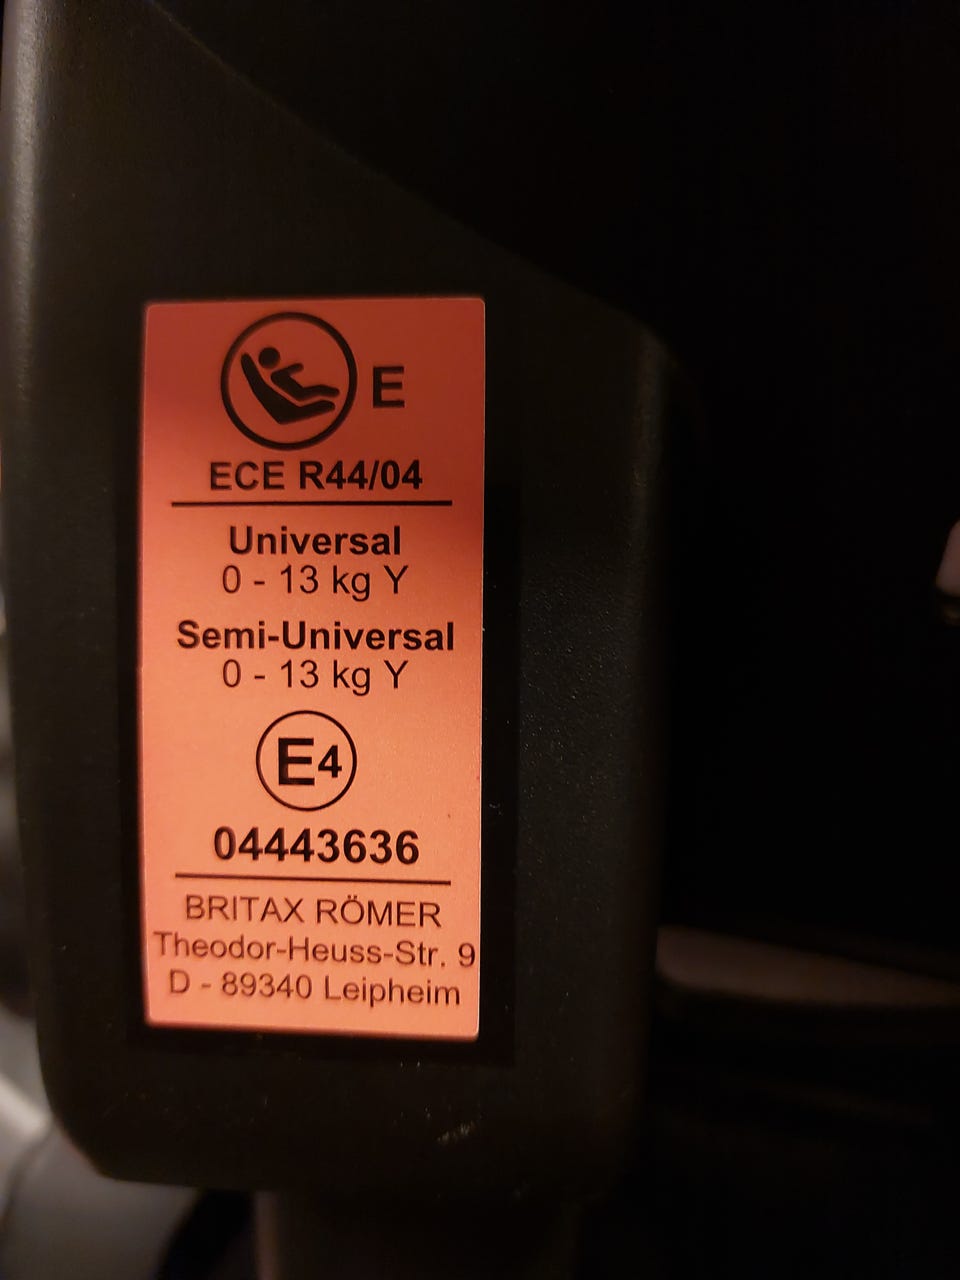 E
ECE R44/04
Universal
0 - 13 kg Y
Semi-Universal
0 - 13 kg Y
E4
04443636
BRITAX RÖMER
Theodor-Heuss-Str. 9
D - 89340 Leipheim